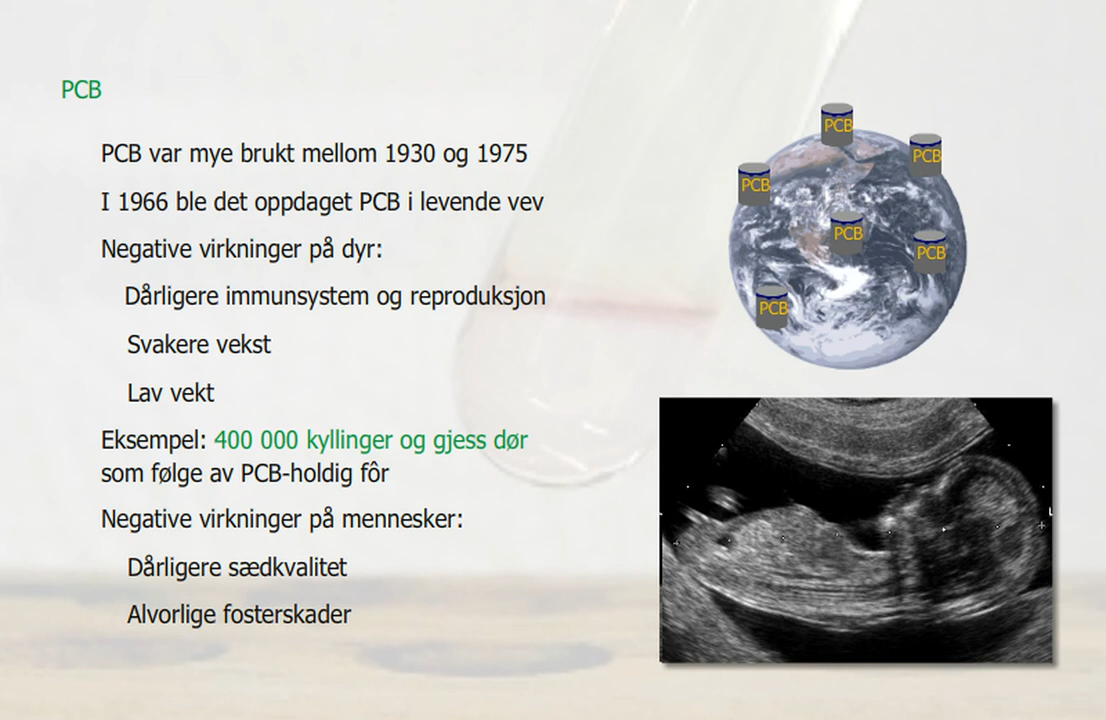 PCB
PCB var mye brukt mellom 1930 og 1975
I 1966 ble det oppdaget PCB i levende vev
Negative virkninger på dyr:
Dårligere immunsystem og reproduksjon
Svakere vekst
Lav vekt
Eksempel: 400 000 kyllinger og gjess dør
som følge av PCB-holdig fôr
Negative virkninger på mennesker:
Dårligere sædkvalitet
Alvorlige fosterskader
PCB
PCB
PCB
PCB
PCB
PCB